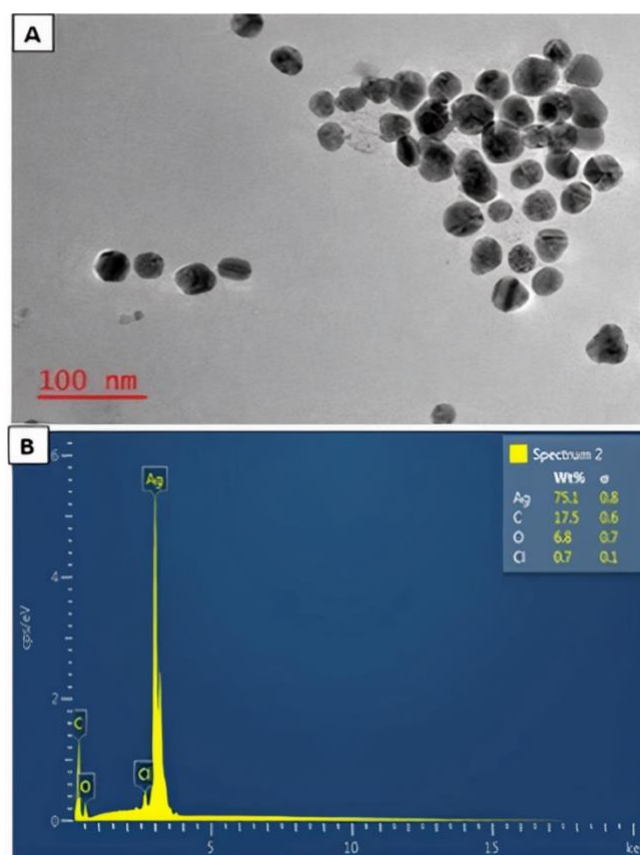 A
100 nm
B
Spectrum 2
Wt% σ
Ag 75.1 0.8
C 17.5 0.6
O 6.8 0.7
Cl 0.7 0.1
6
Ag
4
cps/eV
2
C
Cl
O
0
5
10
15
ke